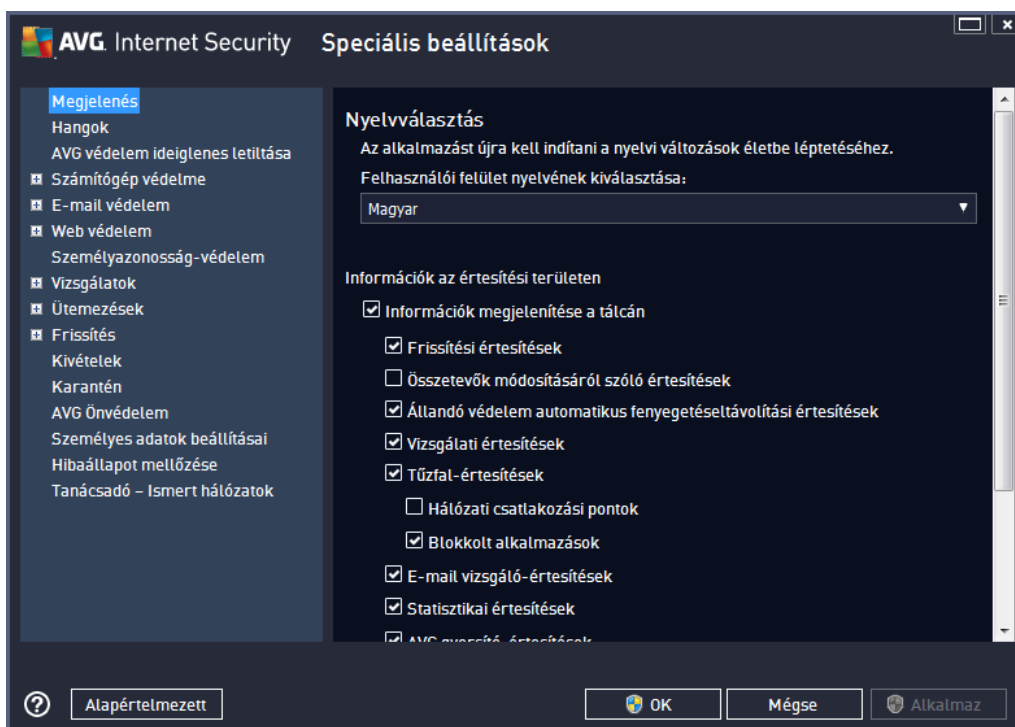 AVG. Internet Security Speciális beállítások
Megjelenés
Hangok
AVG védelem ideiglenes letiltása
Számítógép védelme
E-mail védelem
Web védelem
Személyazonosság-védelem
Vizsgálatok
Ütemezések
Frissítés
Kivételek
Karantén
AVG Önvédelem
Személyes adatok beállításai
Hibaállapot mellőzése
Tanácsadó – Ismert hálózatok
Nyelvválasztás
Az alkalmazást újra kell indítani a nyelvi változások életbe léptetéséhez.
Felhasználói felület nyelvének kiválasztása:
Magyar
Információk az értesítési területen
Információk megjelenítése a tálcán
Frissítési értesítések
Összetevők módosításáról szóló értesítések
Állandó védelem automatikus fenyegetéseltávolítási értesítések
Vizsgálati értesítések
Tűzfal-értesítések
Hálózati csatlakozási pontok
Blokkolt alkalmazások
E-mail vizsgáló-értesítések
Statisztikai értesítések
AVG gyorsító-értesítések
Alapértelmezett
OK
Mégse
Alkalmaz